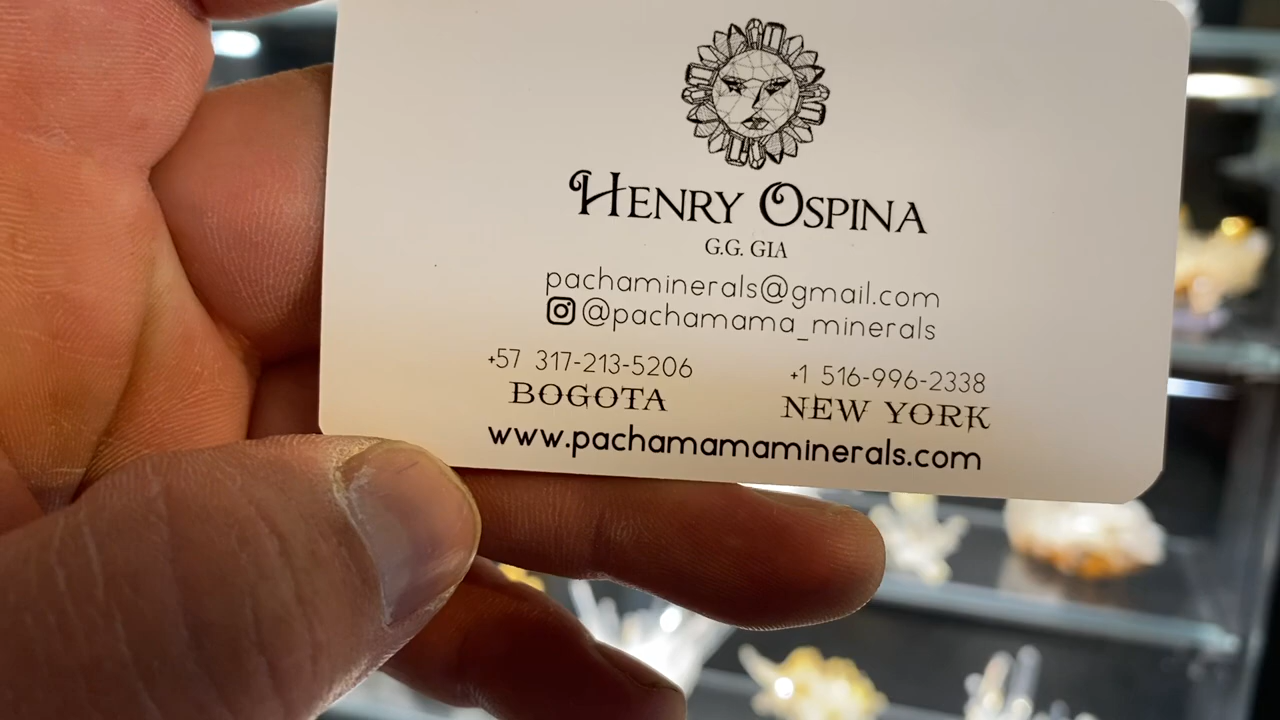 HENRY OSPINA
G.G. GIA
pachaminerals@gmail.com
@pachamama_minerals
+57 317-213-5206
BOGOTA
+1 516-996-2338
NEW YORK
www.pachamamaminerals.com